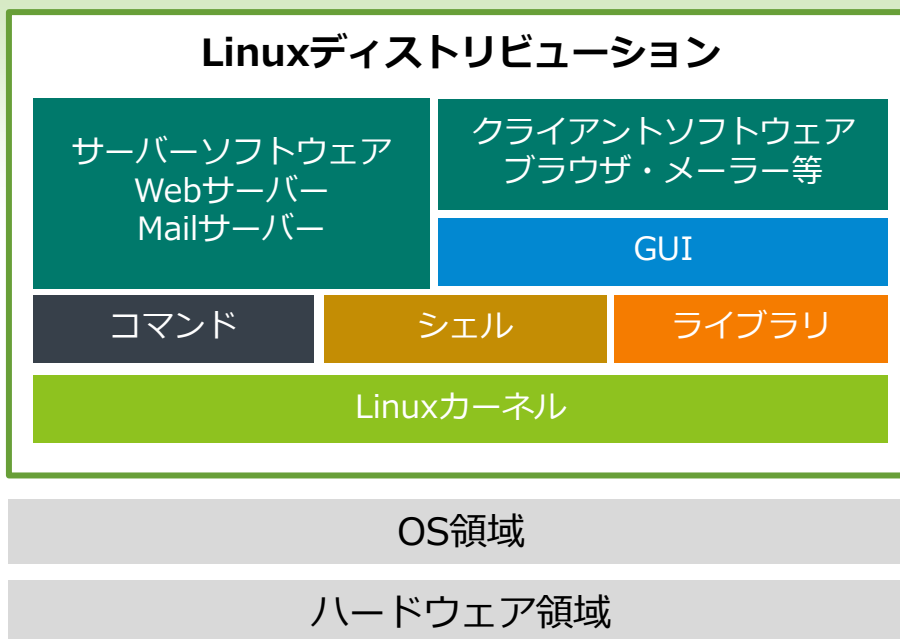 Linuxディストリビューション
サーバーソフトウェア
Webサーバー
Mailサーバー
クライアントソフトウェア
ブラウザ・メーラー等
GUI
コマンド
シェル
ライブラリ
Linuxカーネル
OS領域
ハードウェア領域